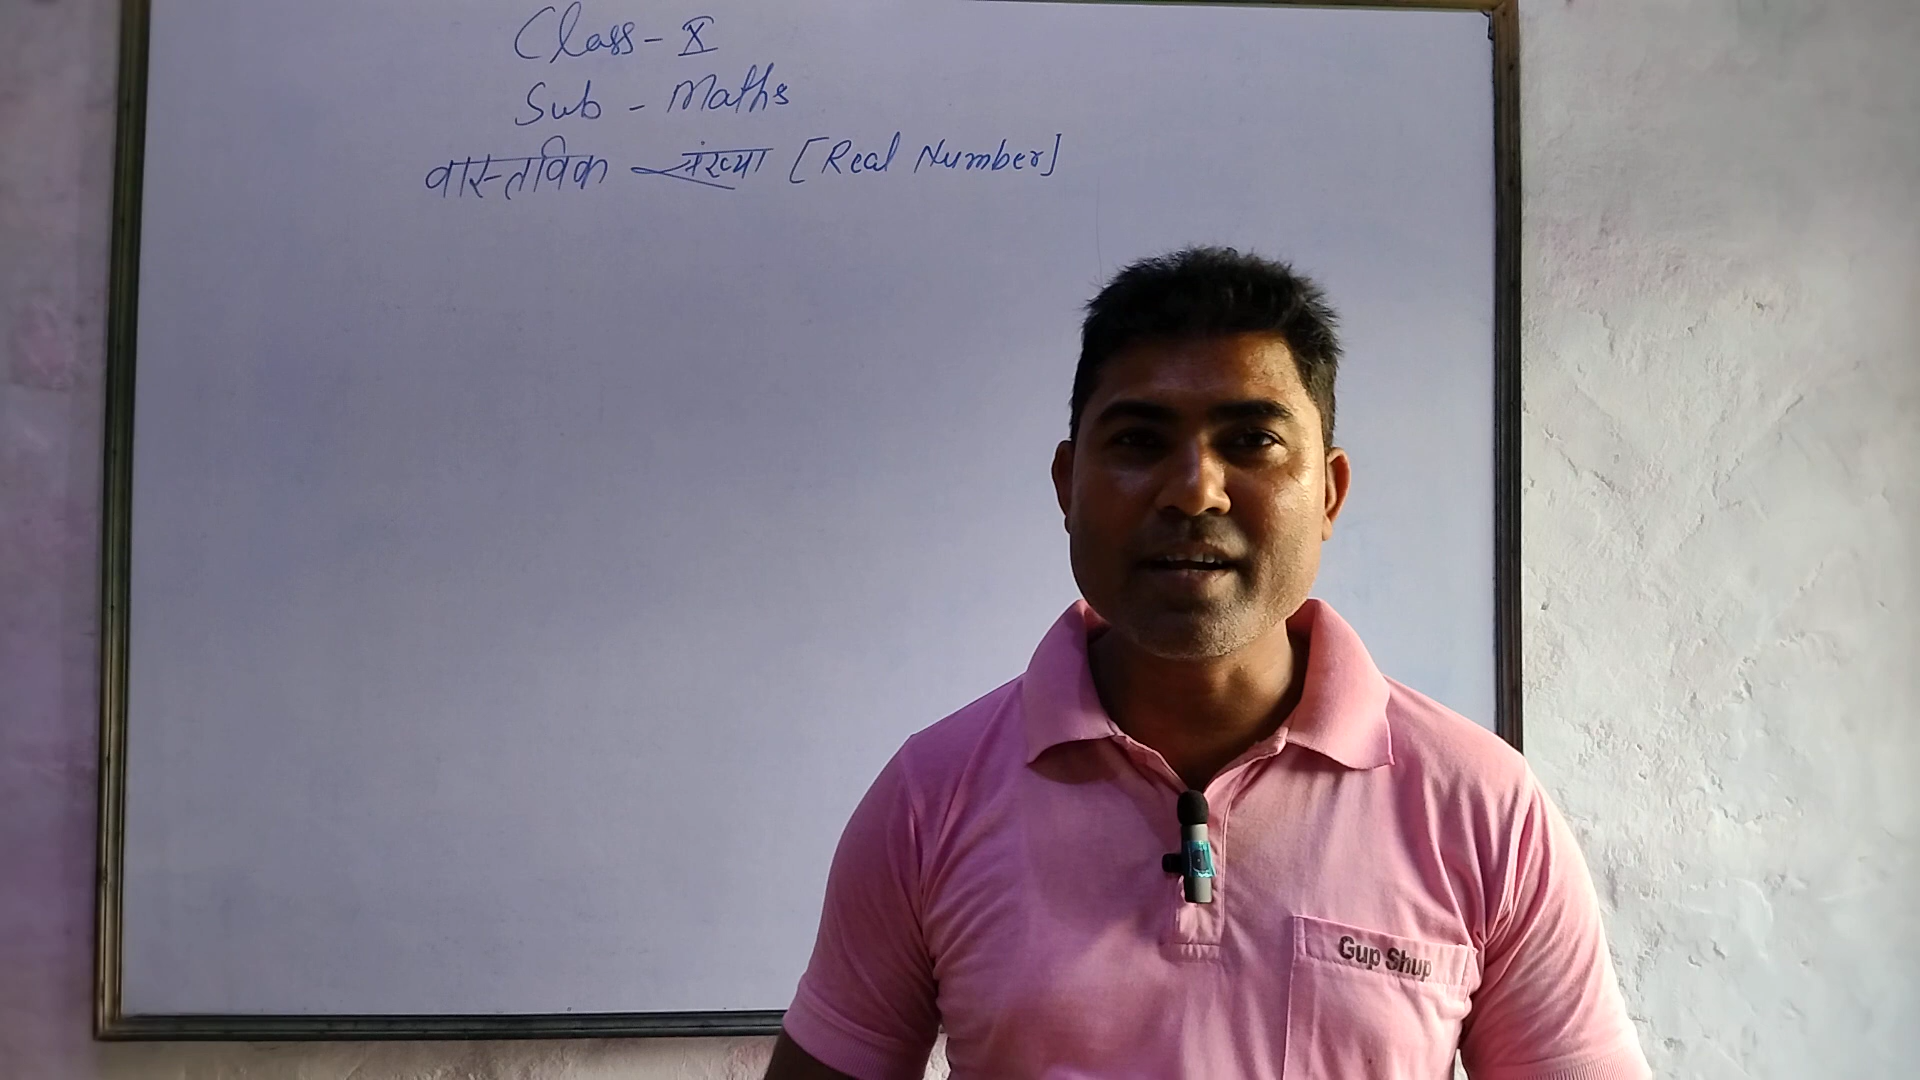 Class - X
Sub - Maths
वास्तविक संख्या [Real Number]
Gup Shup